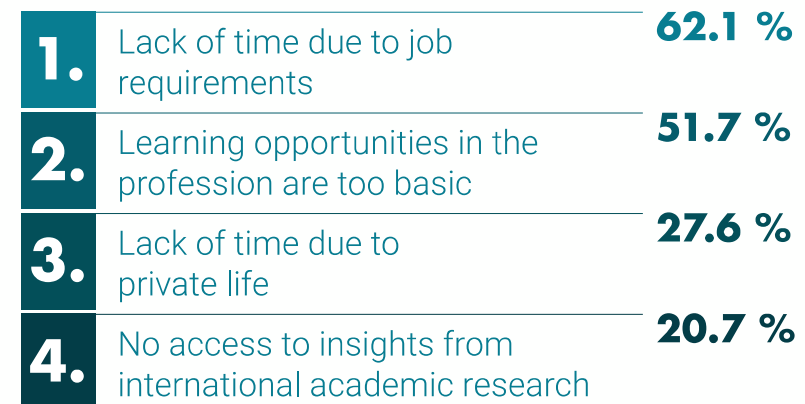 1.
Lack of time due to job
requirements
62.1 %
2.
Learning opportunities in the
profession are too basic
51.7 %
3.
Lack of time due to
private life
27.6 %
4.
No access to insights from
international academic research
20.7 %